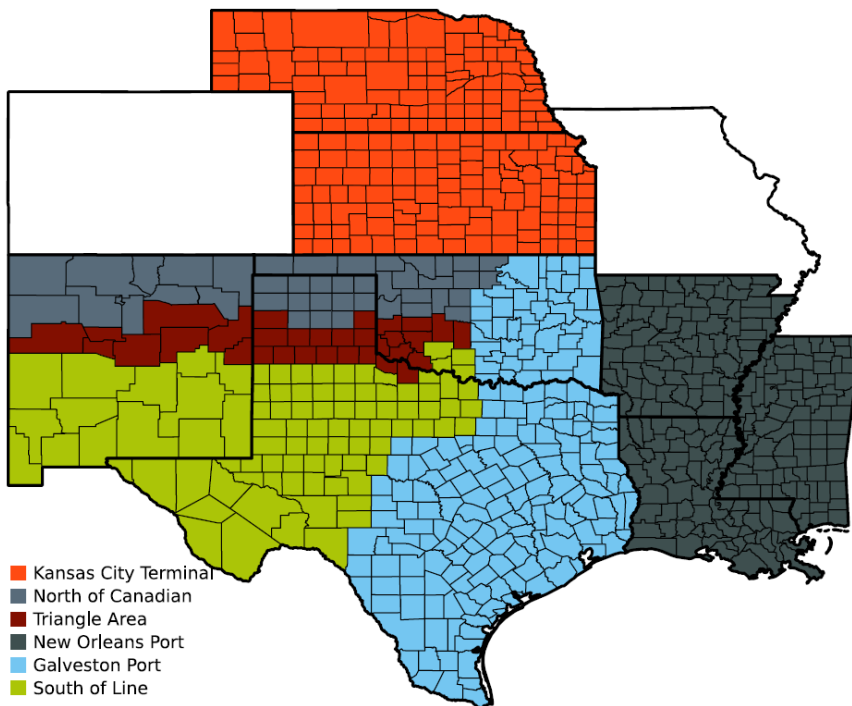 Kansas City Terminal
North of Canadian
Triangle Area
New Orleans Port
Galveston Port
South of Line